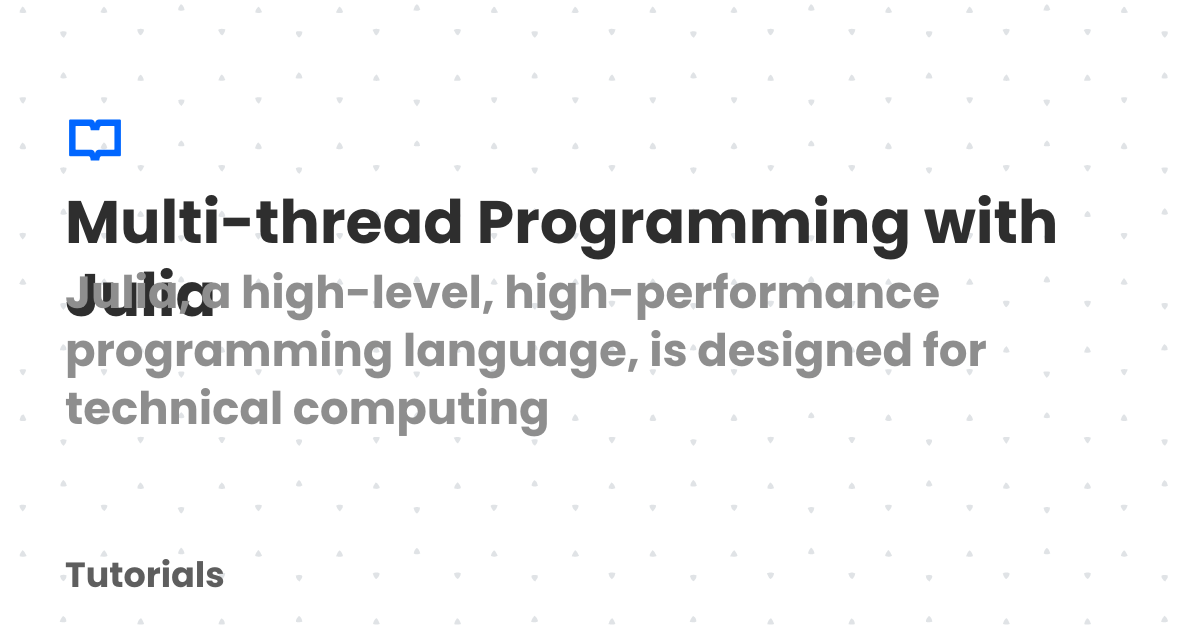 Multi-thread Programming with
Julia
Julia, a high-level, high-performance
programming language, is designed for
technical computing
Tutorials